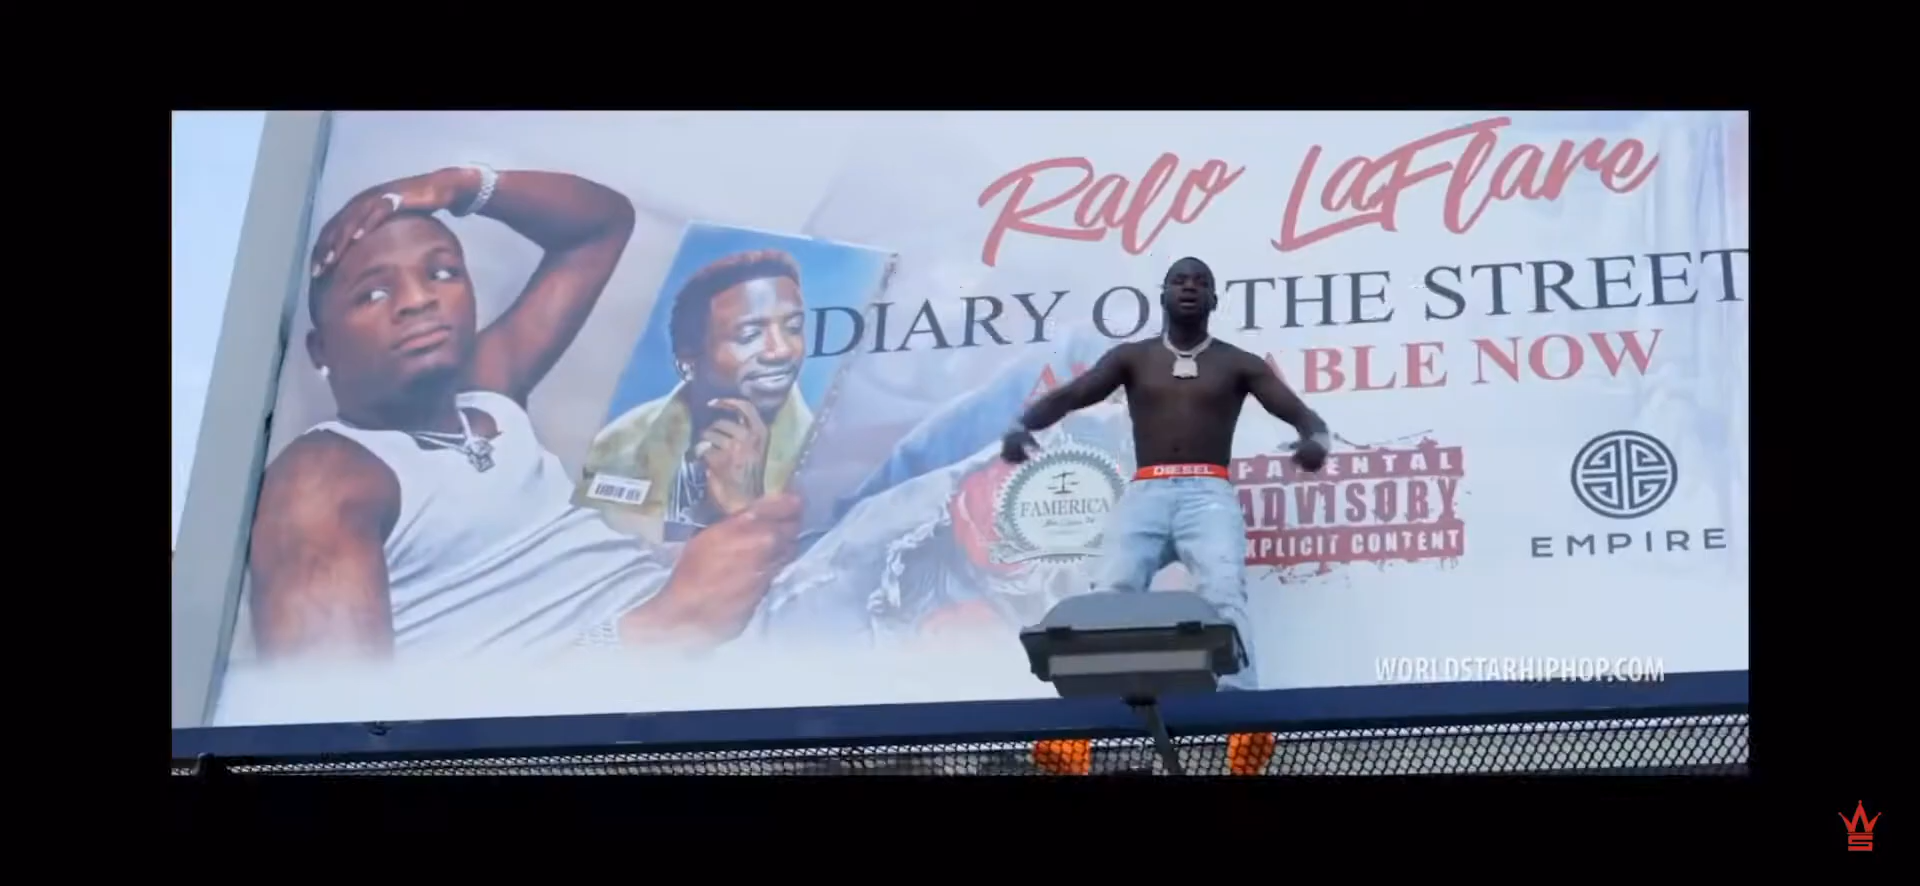 Ralo LaFlare
DIARY O THE STREET
A ABLE NOW
DIESEL
FAMERICA
PARENTAL
ADVISORY
XPLICIT CONTENT
EMPIRE
WORLDSTARHIPHOP.COM